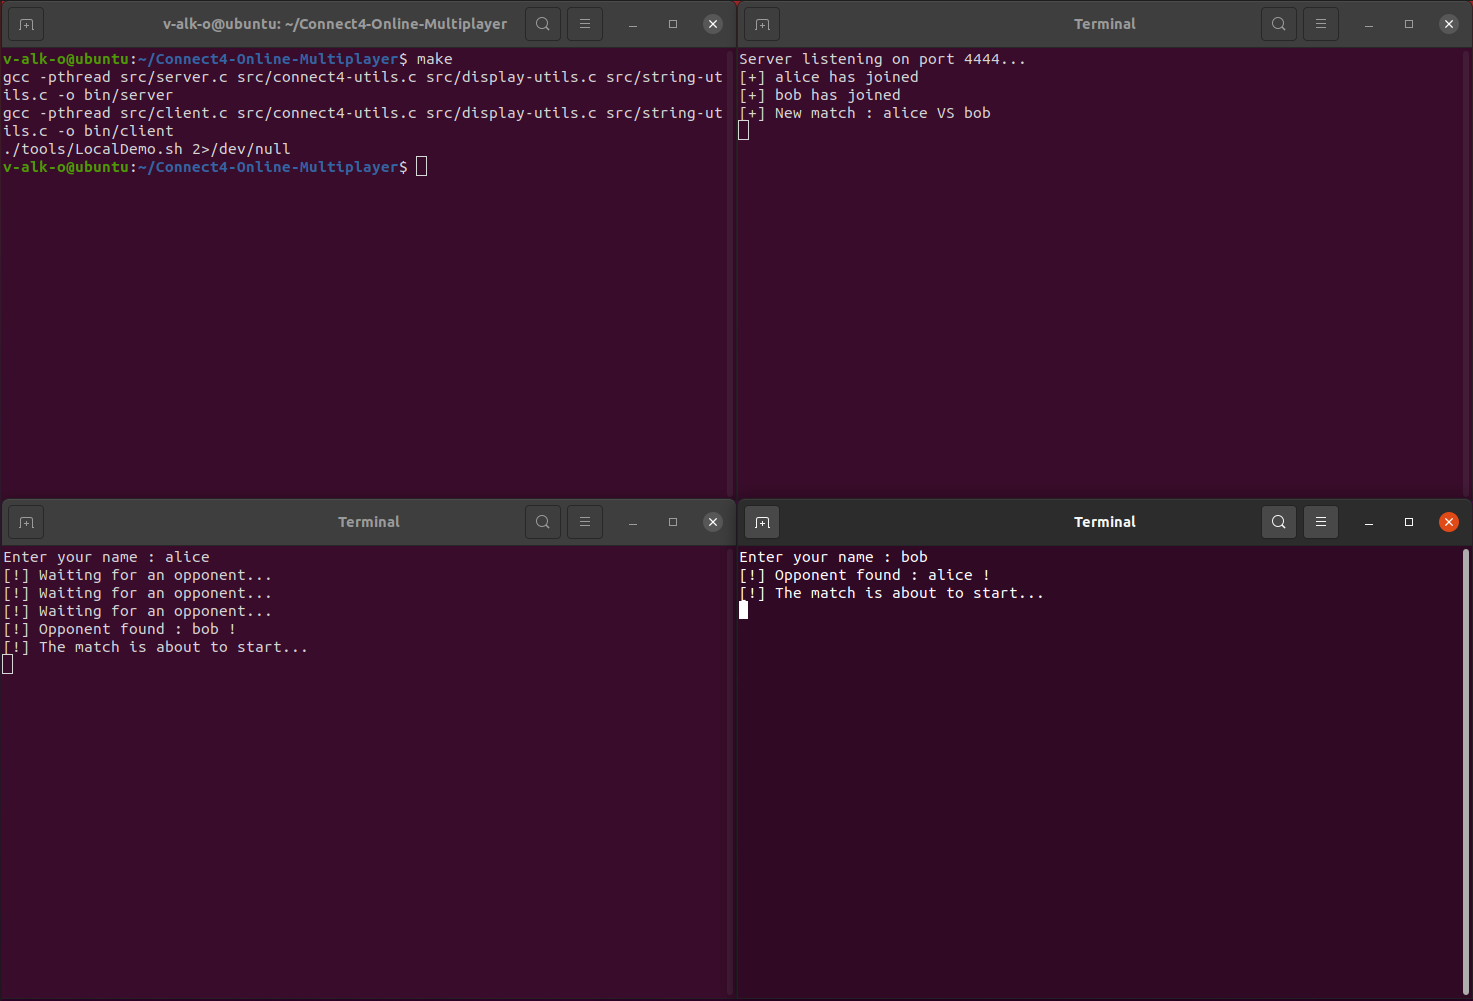 v-alk-o@ubuntu: ~/Connect4-Online-Multiplayer
v-alk-o@ubuntu:~/Connect4-Online-Multiplayer$ make
gcc -pthread src/server.c src/connect4-utils.c src/display-utils.c src/string-ut
ils.c -o bin/server
gcc -pthread src/client.c src/connect4-utils.c src/display-utils.c src/string-ut
ils.c -o bin/client
./tools/LocalDemo.sh 2>/dev/null
v-alk-o@ubuntu:~/Connect4-Online-Multiplayer$
Terminal
Server listening on port 4444...
[+] alice has joined
[+] bob has joined
[+] New match : alice VS bob
Terminal
Enter your name : alice
[!] Waiting for an opponent...
[!] Waiting for an opponent...
[!] Waiting for an opponent...
[!] Opponent found : bob !
[!] The match is about to start...
Terminal
Enter your name : bob
[!] Opponent found : alice !
[!] The match is about to start...